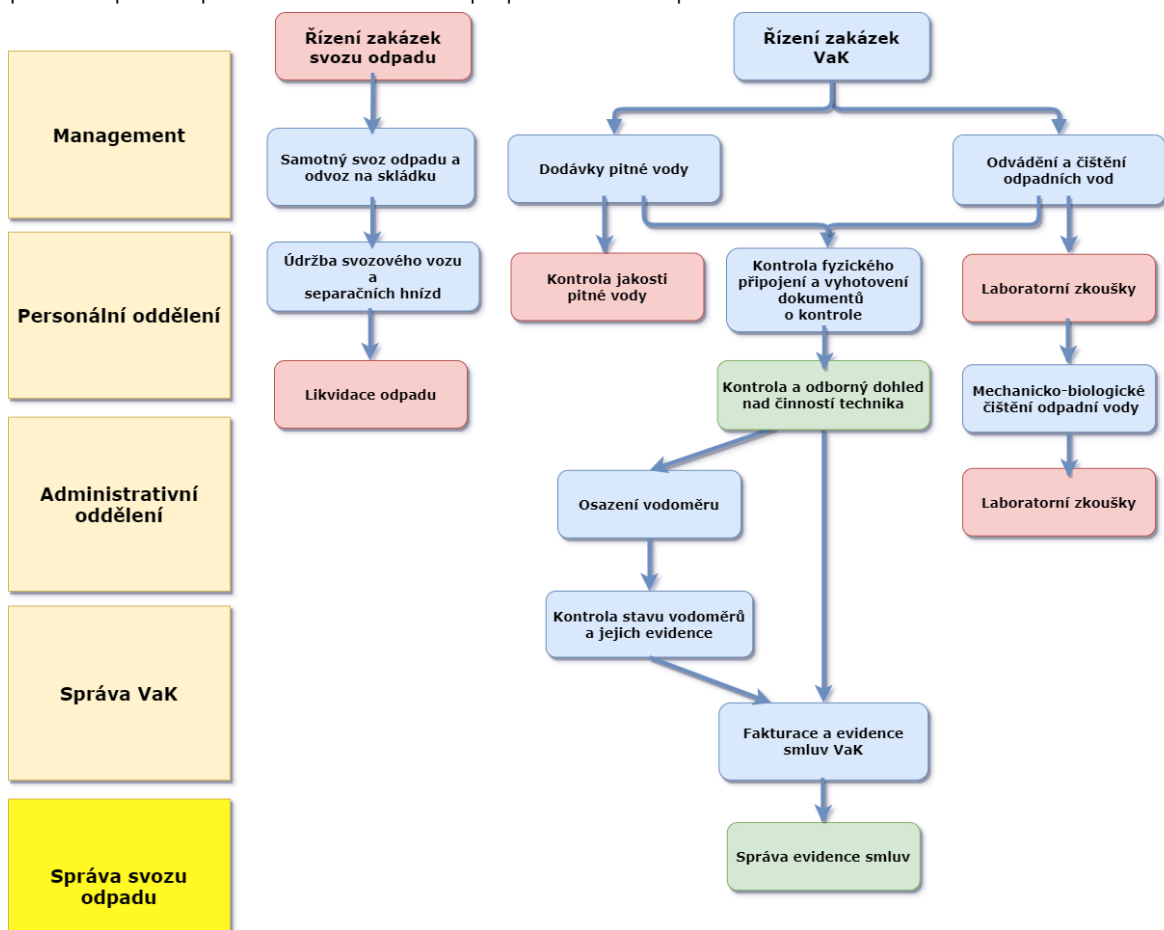 Řízení zakázek
svozu odpadu
Řízení zakázek
VaK
Management
Samotný svoz odpadu a
odvoz na skládku
Dodávky pitné vody
Odvádění a čištění
odpadních vod
Personální oddělení
Údržba svozového vozu
a
separačních hnízd
Kontrola jakosti
pitné vody
Kontrola fyzického
připojení a vyhotovení
dokumentů
o kontrole
Laboratorní zkoušky
Likvidace odpadu
Kontrola a odborný dohled
nad činností technika
Mechanicko-biologické
čištění odpadní vody
Administrativní
oddělení
Osazení vodoměru
Laboratorní zkoušky
Kontrola stavu vodoměrů
a jejich evidence
Správa VaK
Fakturace a evidence
smluv VaK
Správa svozu
odpadu
Správa evidence smluv